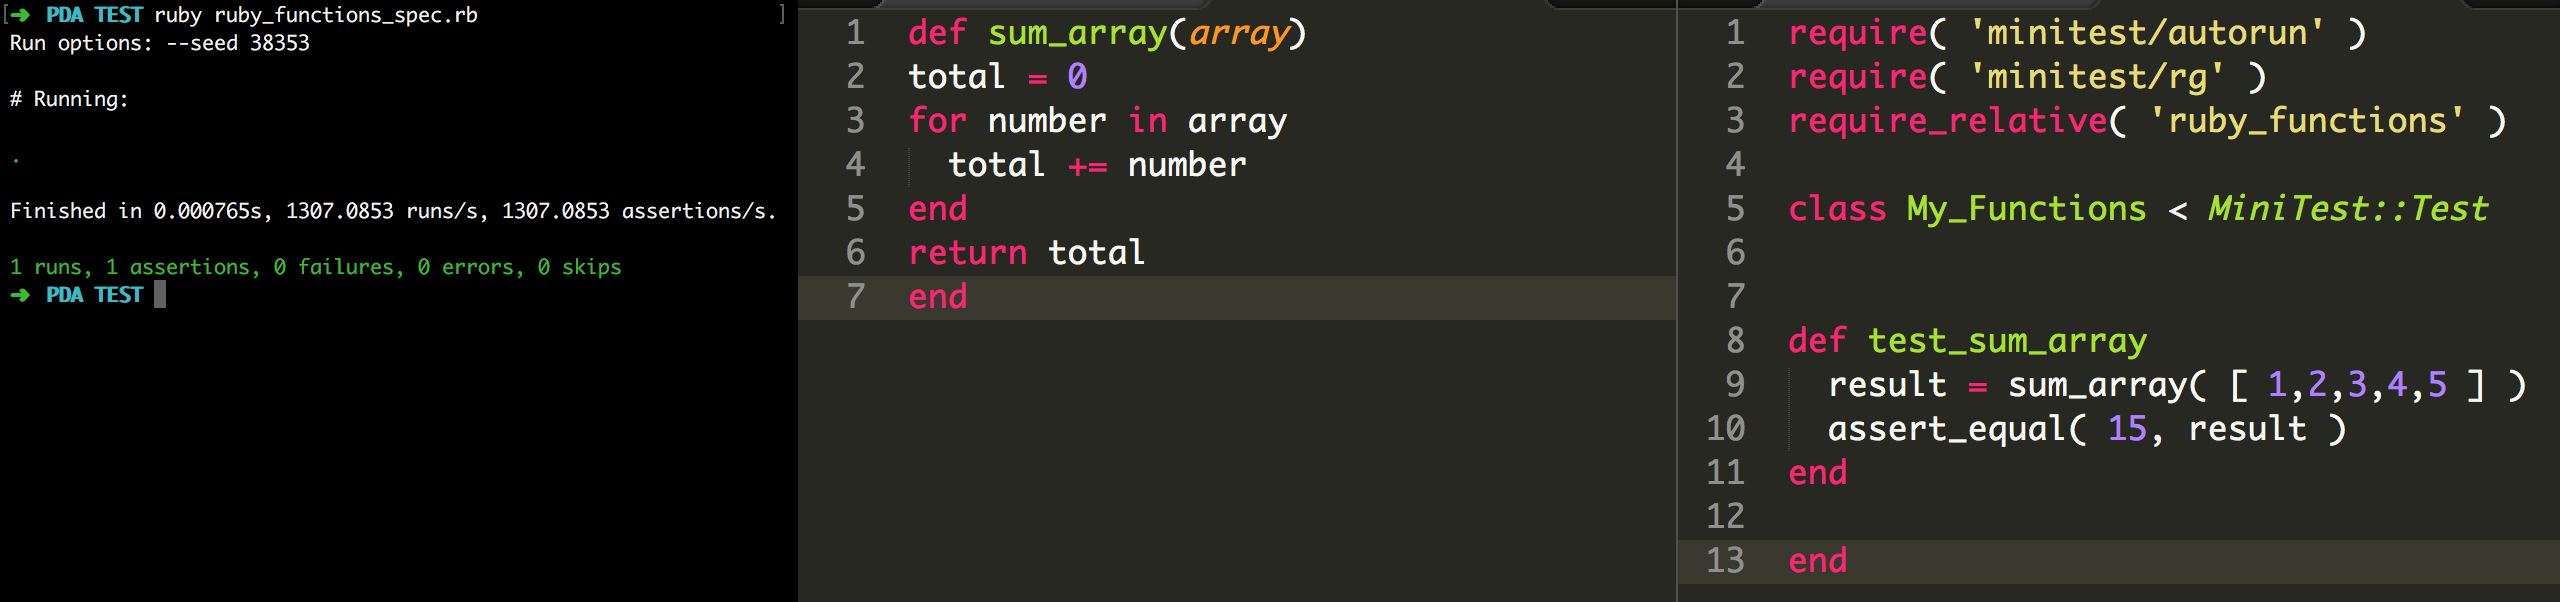 [➜ PDA TEST ruby ruby_functions_spec.rb ]
Run options: --seed 38353
# Running:
.
Finished in 0.000765s, 1307.0853 runs/s, 1307.0853 assertions/s.
1 runs, 1 assertions, 0 failures, 0 errors, 0 skips
➜ PDA TEST
1 def sum_array(array)
2 total = 0
3 for number in array
4 total += number
5 end
6 return total
7 end
1 require( 'minitest/autorun' )
2 require( 'minitest/rg' )
3 require_relative( 'ruby_functions' )
4
5 class My_Functions < MiniTest::Test
6
7
8 def test_sum_array
9 result = sum_array( [ 1,2,3,4,5 ] )
10 assert_equal( 15, result )
11 end
12
13 end